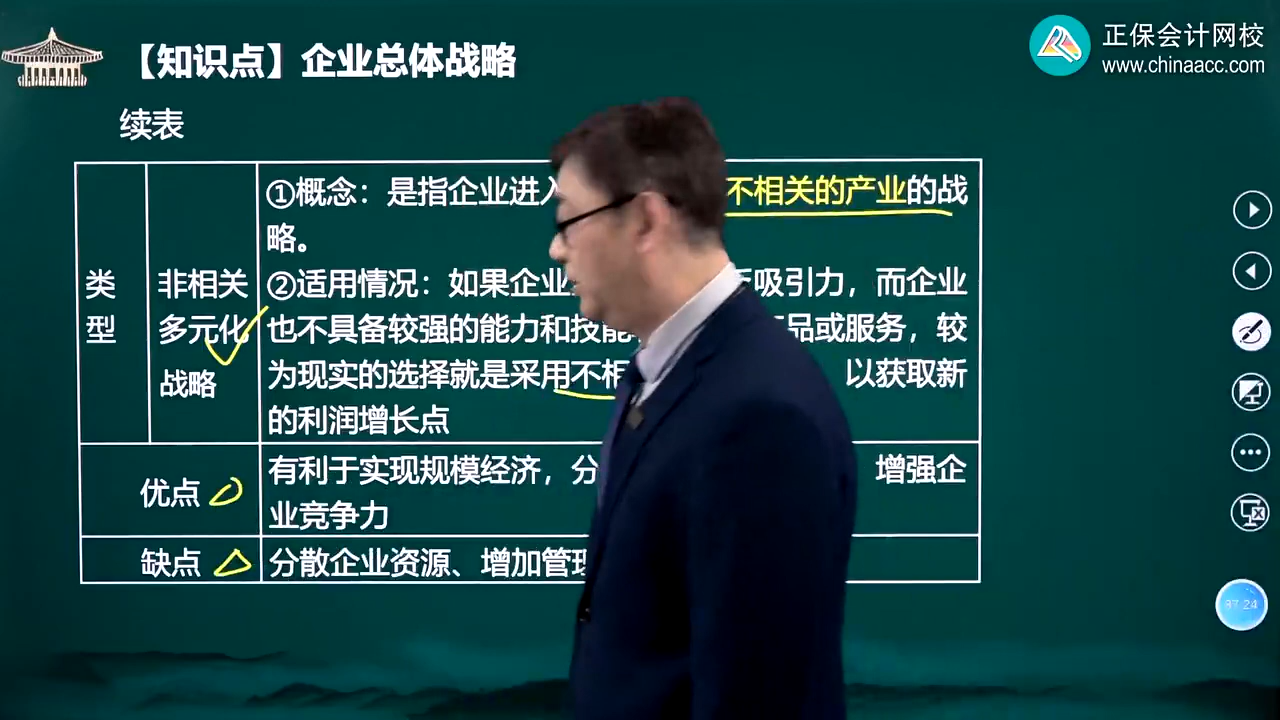 【知识点】企业总体战略
正保会计网校
www.chinaacc.com
续表
类型
非相关多元化战略
①概念：是指企业进入 不相关的产业的战
略。
②适用情况：如果企业 吸引力，而企业
也不具备较强的能力和技能 品或服务，较
为现实的选择就是采用不相 以获取新
的利润增长点
优点
有利于实现规模经济，分 增强企
业竞争力
缺点
分散企业资源、增加管理
37:24